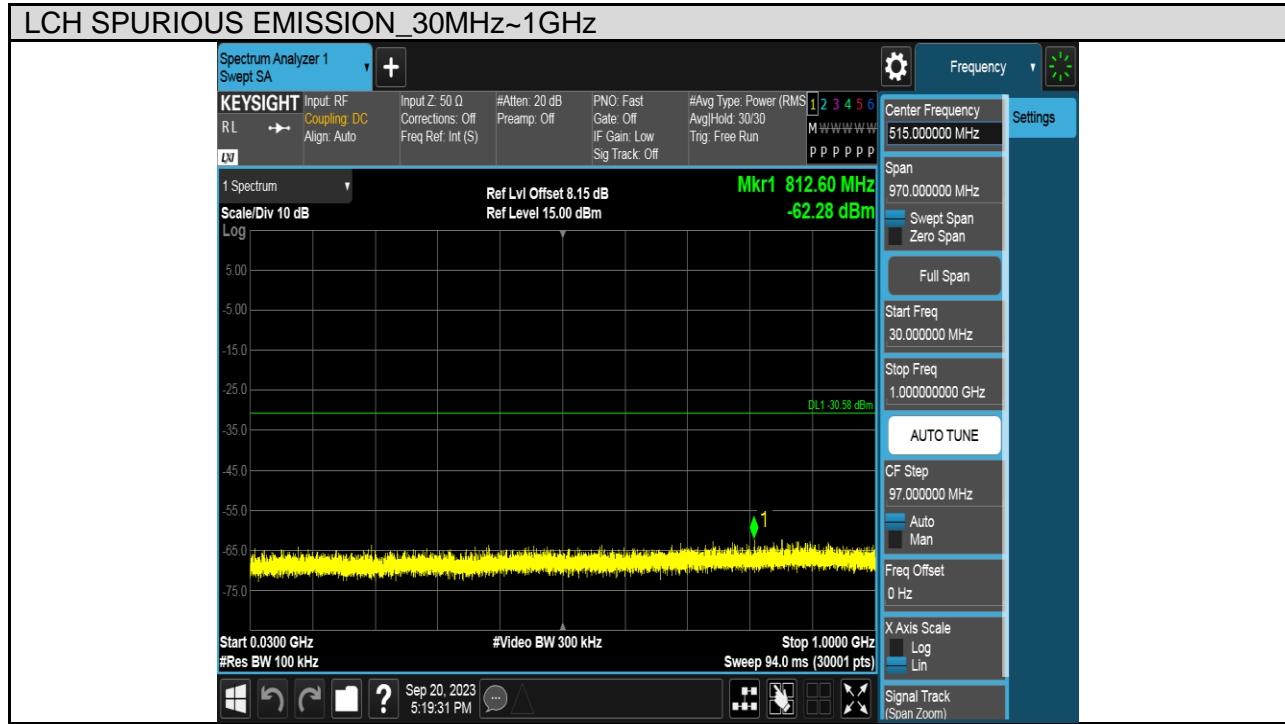 LCH SPURIOUS EMISSION_30MHz~1GHz
Spectrum Analyzer 1
Swept SA
+
Frequency
KEYSIGHT
RL
LXI
Input: RF
Coupling: DC
Align: Auto
Input Z: 50 Ω
Corrections: Off
Freq Ref: Int (S)
#Atten: 20 dB
Preamp: Off
PNO: Fast
Gate: Off
IF Gain: Low
Sig Track: Off
#Avg Type: Power (RMS
Avg|Hold: 30/30
Trig: Free Run
1 2 3 4 5 6
M W W W W W
P P P P P P
1 Spectrum
Scale/Div 10 dB
Ref Lvl Offset 8.15 dB
Ref Level 15.00 dBm
Mkr1 812.60 MHz
-62.28 dBm
Log
5.00
-5.00
-15.0
-25.0
DL1 -30.58 dBm
-35.0
-45.0
-55.0
1
-65.0
-75.0
Start 0.0300 GHz
#Video BW 300 kHz
Stop 1.0000 GHz
#Res BW 100 kHz
Sweep 94.0 ms (30001 pts)
?
Sep 20, 2023
5:19:31 PM
Center Frequency
515.000000 MHz
Settings
Span
970.000000 MHz
Swept Span
Zero Span
Full Span
Start Freq
30.000000 MHz
Stop Freq
1.000000000 GHz
AUTO TUNE
CF Step
97.000000 MHz
Auto
Man
Freq Offset
0 Hz
X Axis Scale
Log
Lin
Signal Track
(Span Zoom)